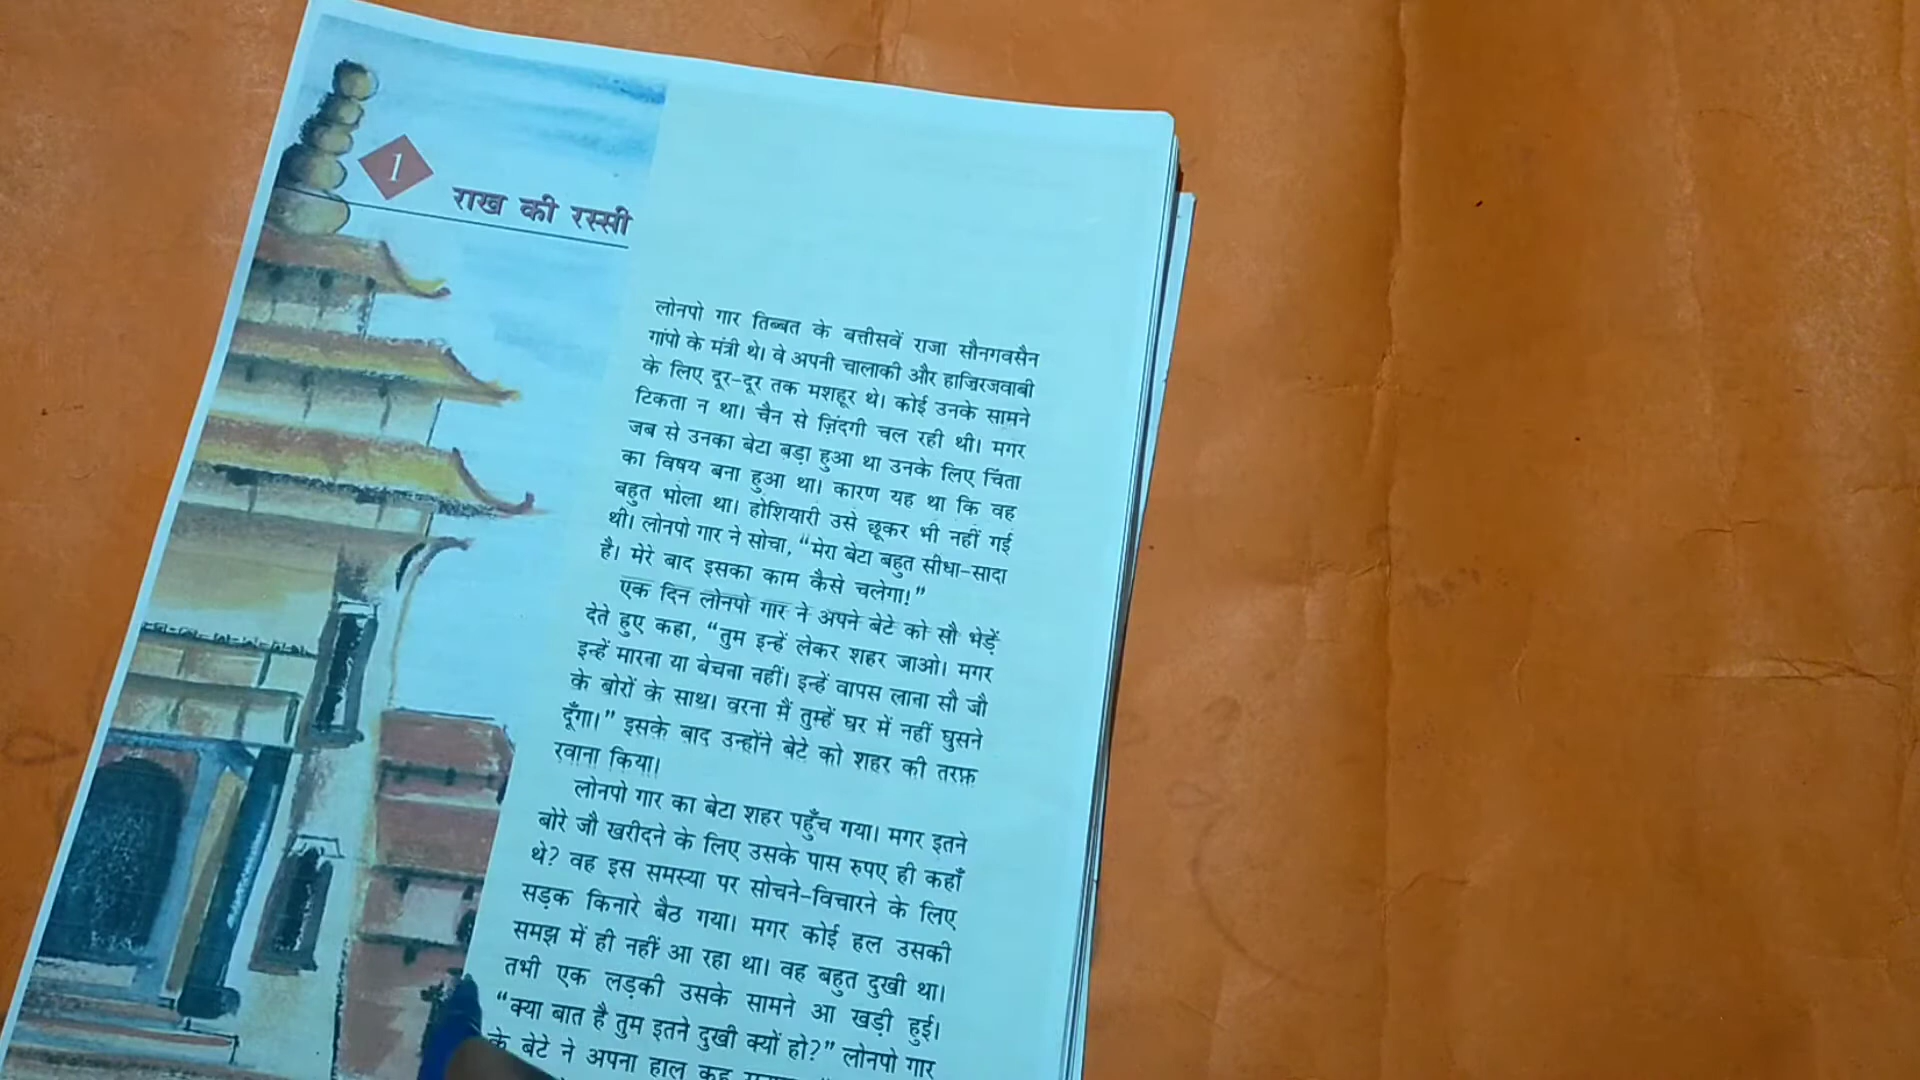 1
राख की रस्सी
लोनपो गार तिब्बत के बत्तीसवें राजा सौनगवसैन
गांपो के मंत्री थे। वे अपनी चालाकी और हाज़िरजवाबी
के लिए दूर-दूर तक मशहूर थे। कोई उनके सामने
टिकता न था। चैन से ज़िंदगी चल रही थी। मगर
जब से उनका बेटा बड़ा हुआ था उनके लिए चिंता
का विषय बना हुआ था। कारण यह था कि वह
बहुत भोला था। होशियारी उसे छूकर भी नहीं गई
थी। लोनपो गार ने सोचा, “मेरा बेटा बहुत सीधा-सादा
है। मेरे बाद इसका काम कैसे चलेगा!”
एक दिन लोनपो गार ने अपने बेटे को सौ भेड़ें
देते हुए कहा, “तुम इन्हें लेकर शहर जाओ। मगर
इन्हें मारना या बेचना नहीं। इन्हें वापस लाना सौ जौ
के बोरों के साथ। वरना मैं तुम्हें घर में नहीं घुसने
दूँगा।” इसके बाद उन्होंने बेटे को शहर की तरफ़
रवाना किया।
लोनपो गार का बेटा शहर पहुँच गया। मगर इतने
बोरे जौ खरीदने के लिए उसके पास रुपए ही कहाँ
थे? वह इस समस्या पर सोचने-विचारने के लिए
सड़क किनारे बैठ गया। मगर कोई हल उसकी
समझ में ही नहीं आ रहा था। वह बहुत दुखी था।
तभी एक लड़की उसके सामने आ खड़ी हुई।
“क्या बात है तुम इतने दुखी क्यों हो?” लोनपो गार
के बेटे ने अपना हाल कह